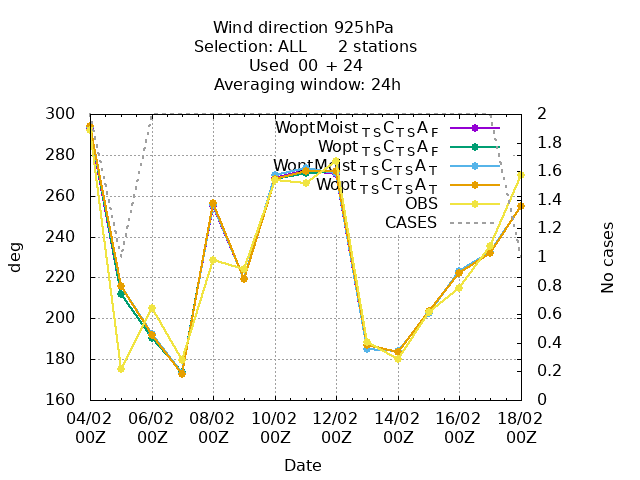 Wind direction 925hPa
Selection: ALL 2 stations
Used 00 + 24
Averaging window: 24h
300 2
280 1.8
260 1.6
240 1.4
220 1.2
200 1
180 0.8
160 0.6
0.4
0.2
0
deg
No cases
WoptMoist TS C TS A F
Wopt TS C TS A F
WoptMoist TS C TS A T
Wopt TS C TS A T
OBS
CASES
04/02 06/02 08/02 10/02 12/02 14/02 16/02 18/02
00Z 00Z 00Z 00Z 00Z 00Z 00Z 00Z
Date